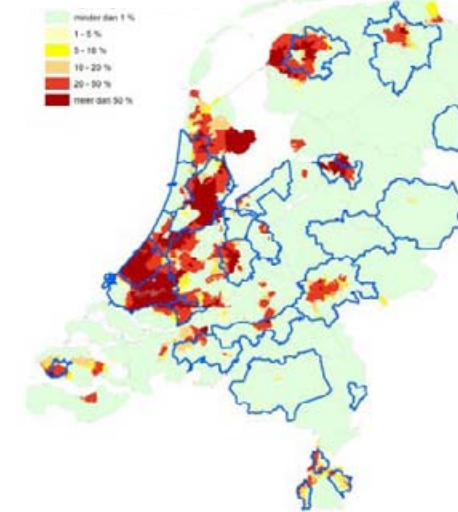 minder dan 1 %
1 - 5 %
5 - 10 %
10 - 20 %
20 - 50 %
meer dan 50 %